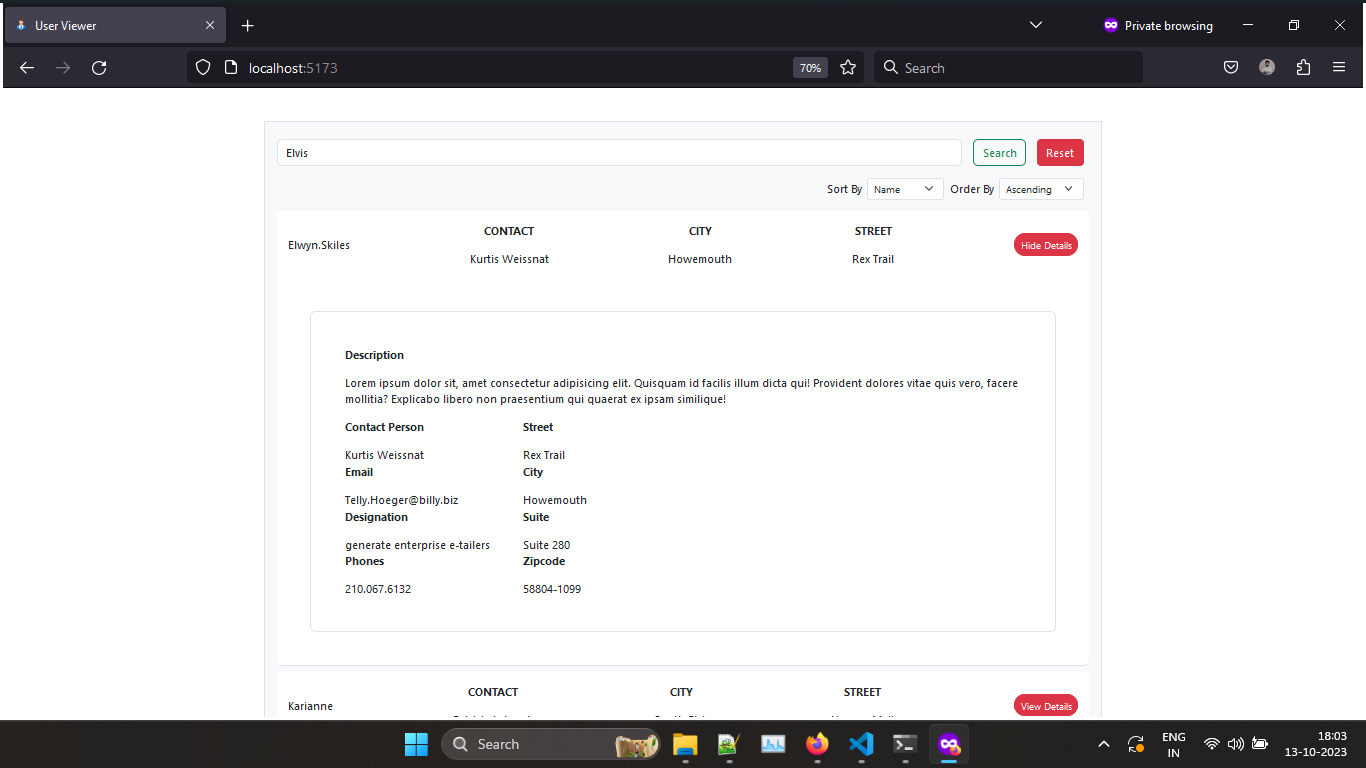 User Viewer
Private browsing
localhost:5173
70%
Search
Elvis
Search
Reset
Sort By Name Order By Ascending
CONTACT CITY STREET
Elwyn.Skiles
Hide Details
Kurtis Weissnat Howemouth Rex Trail
Description
Lorem ipsum dolor sit, amet consectetur adipisicing elit. Quisquam id facilis illum dicta qui! Provident dolores vitae quis vero, facere
mollitia? Explicabo libero non praesentium qui quaerat ex ipsam similique!
Contact Person Street
Kurtis Weissnat Rex Trail
Email City
Telly.Hoeger@billy.biz Howemouth
Designation Suite
generate enterprise e-tailers Suite 280
Phones Zipcode
210.067.6132 58804-1099
CONTACT CITY STREET
Karianne
View Details
Search
ENG
IN
18:03
13-10-2023